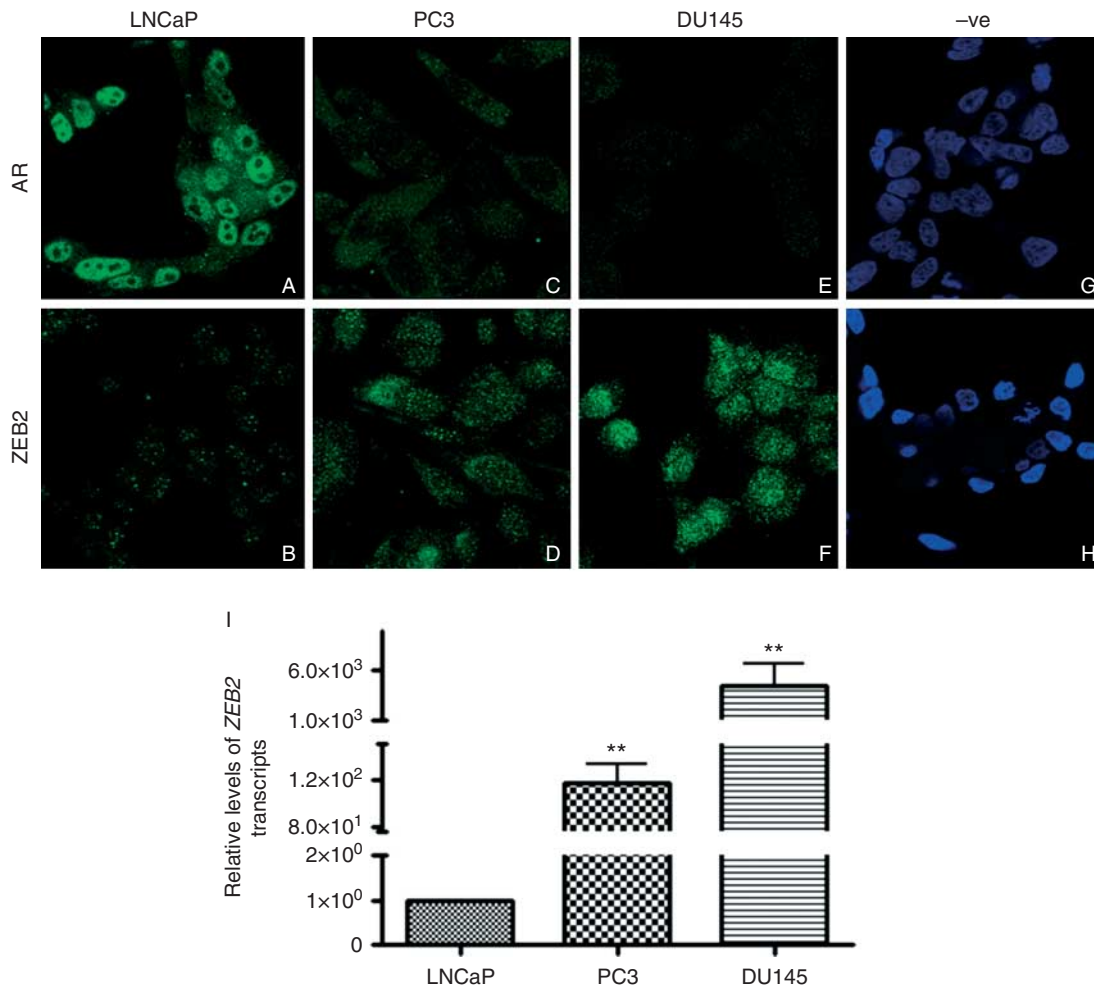 LNCaP PC3 DU145 –ve
AR
A C E G
ZEB2
B D F H
I
Relative levels of ZEB2
transcripts
6.0×10³
1.0×10³
1.2×10²
8.0×10¹
2×10⁰
1×10⁰
0
**
**
LNCaP PC3 DU145